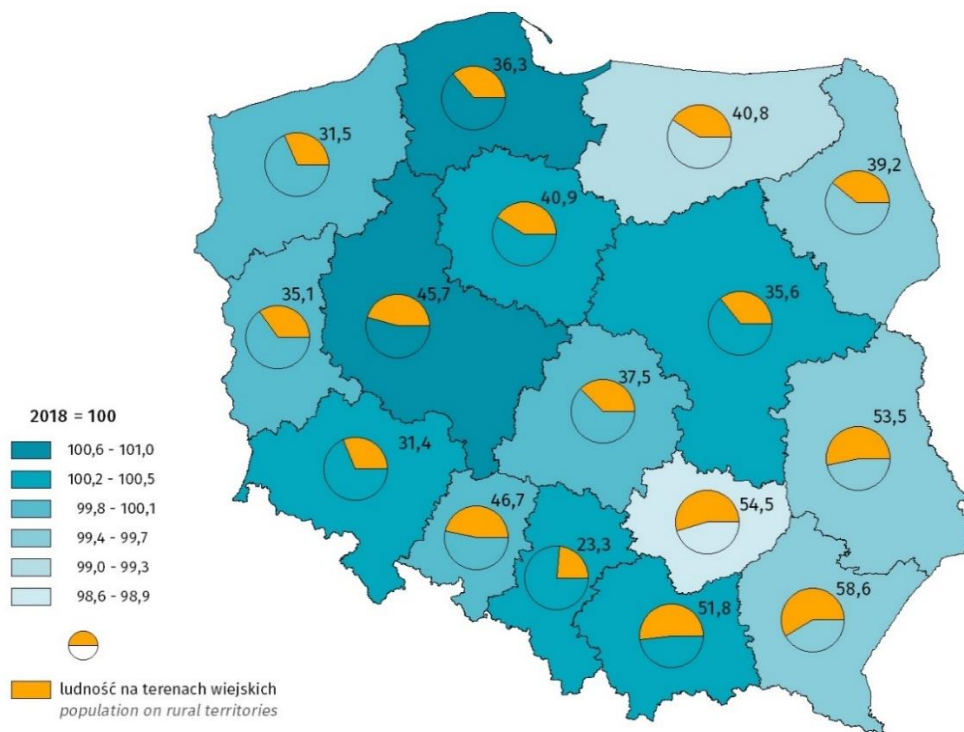 36,3
40,8
31,5
39,2
40,9
35,1
45,7
35,6
37,5
2018 = 100
100,6 - 101,0
31,4
53,5
100,2 - 100,5
99,8 - 100,1
46,7
54,5
99,4 - 99,7
23,3
99,0 - 99,3
58,6
98,6 - 98,9
51,8
ludność na terenach wiejskich
population on rural territories